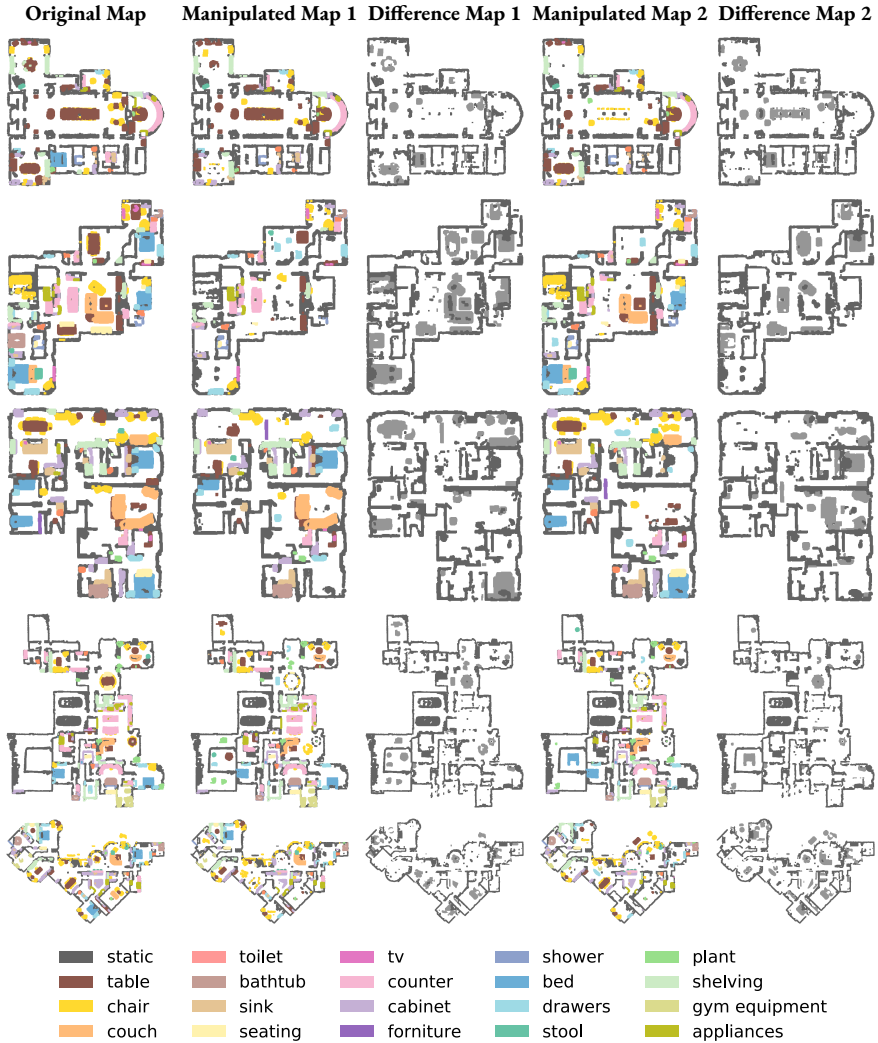 Original Map Manipulated Map 1 Difference Map 1 Manipulated Map 2 Difference Map 2
static toilet tv shower plant
table bathtub counter bed shelving
chair sink cabinet drawers gym equipment
couch seating forniture stool appliances